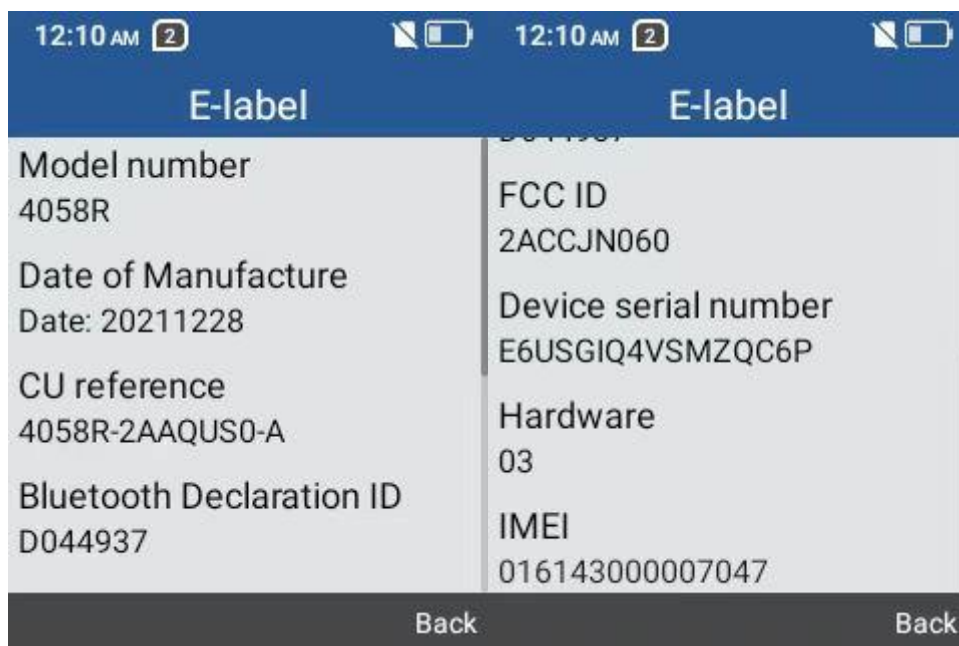 12:10 AM 2
E-label
Model number
4058R
Date of Manufacture
Date: 20211228
CU reference
4058R-2AAQUS0-A
Bluetooth Declaration ID
D044937
Back
12:10 AM 2
E-label
D044937
FCC ID
2ACCJN060
Device serial number
E6USGIQ4VSMZQC6P
Hardware
03
IMEI
016143000007047
Back